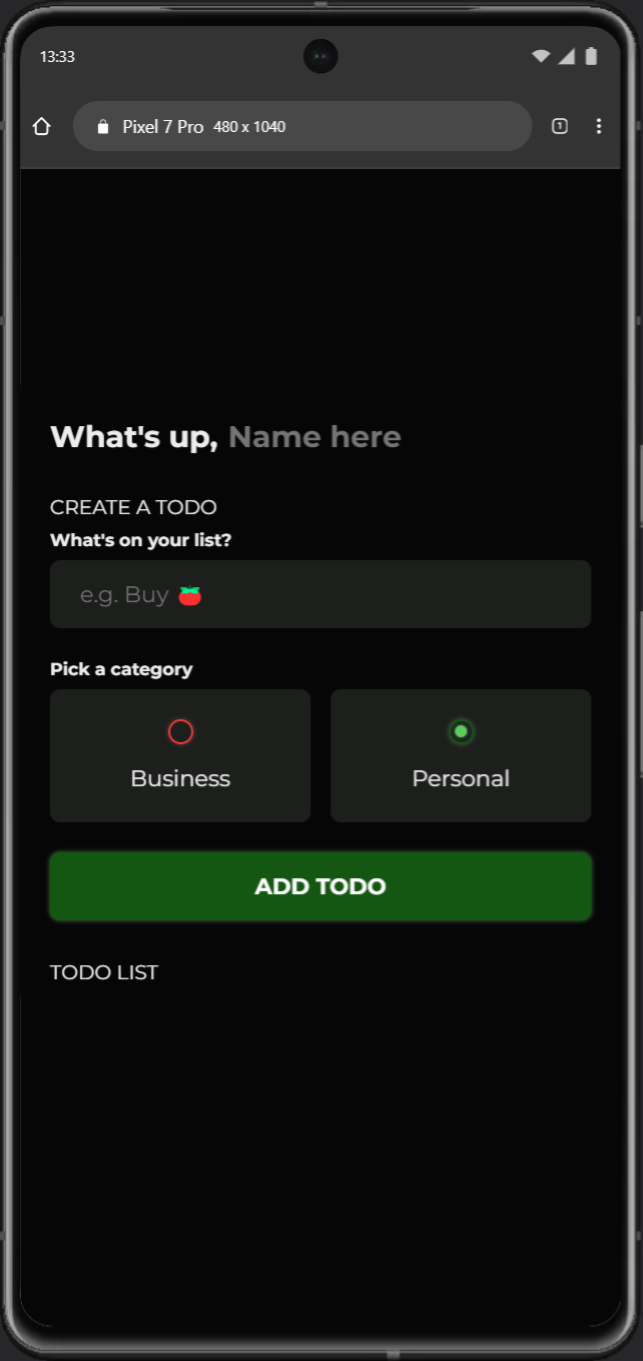 13:33
Pixel 7 Pro 480 x 1040 1
What's up, Name here
CREATE A TODO
What's on your list?
e.g. Buy 🍅
Pick a category
Business Personal
ADD TODO
TODO LIST